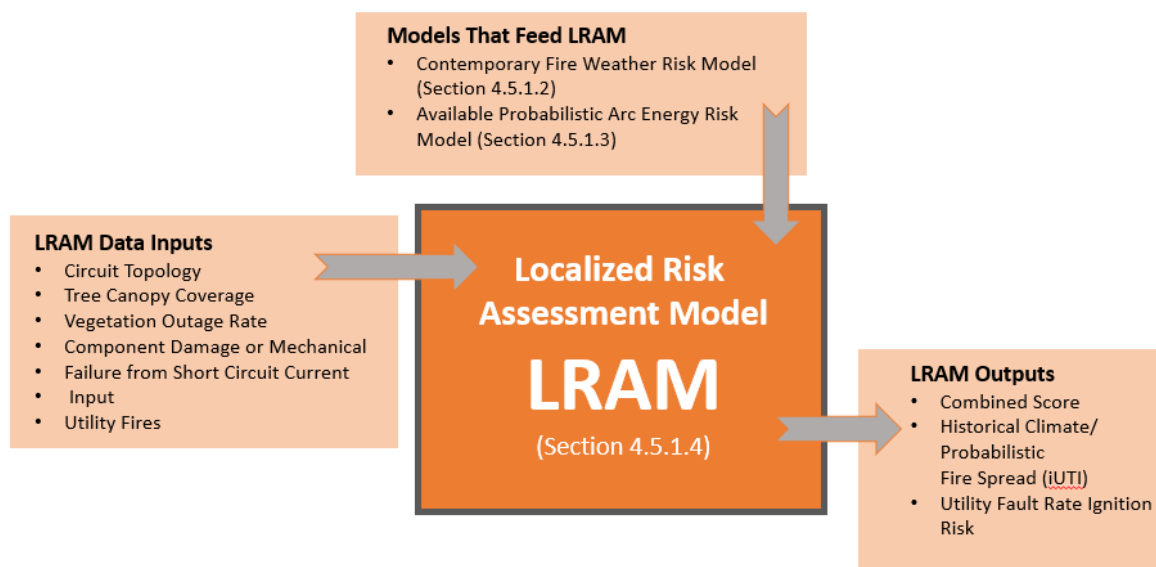 Models That Feed LRAM
• Contemporary Fire Weather Risk Model
(Section 4.5.1.2)
• Available Probabilistic Arc Energy Risk
Model (Section 4.5.1.3)
LRAM Data Inputs
• Circuit Topology
• Tree Canopy Coverage
• Vegetation Outage Rate
• Component Damage or Mechanical
• Failure from Short Circuit Current
• Input
• Utility Fires
Localized Risk
Assessment Model
LRAM
(Section 4.5.1.4)
LRAM Outputs
• Combined Score
• Historical Climate/
Probabilistic
Fire Spread (iUTI)
• Utility Fault Rate Ignition
Risk